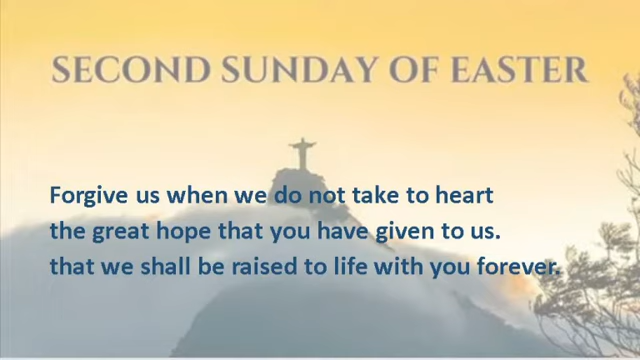 SECOND SUNDAY OF EASTER
Forgive us when we do not take to heart
the great hope that you have given to us.
that we shall be raised to life with you forever.